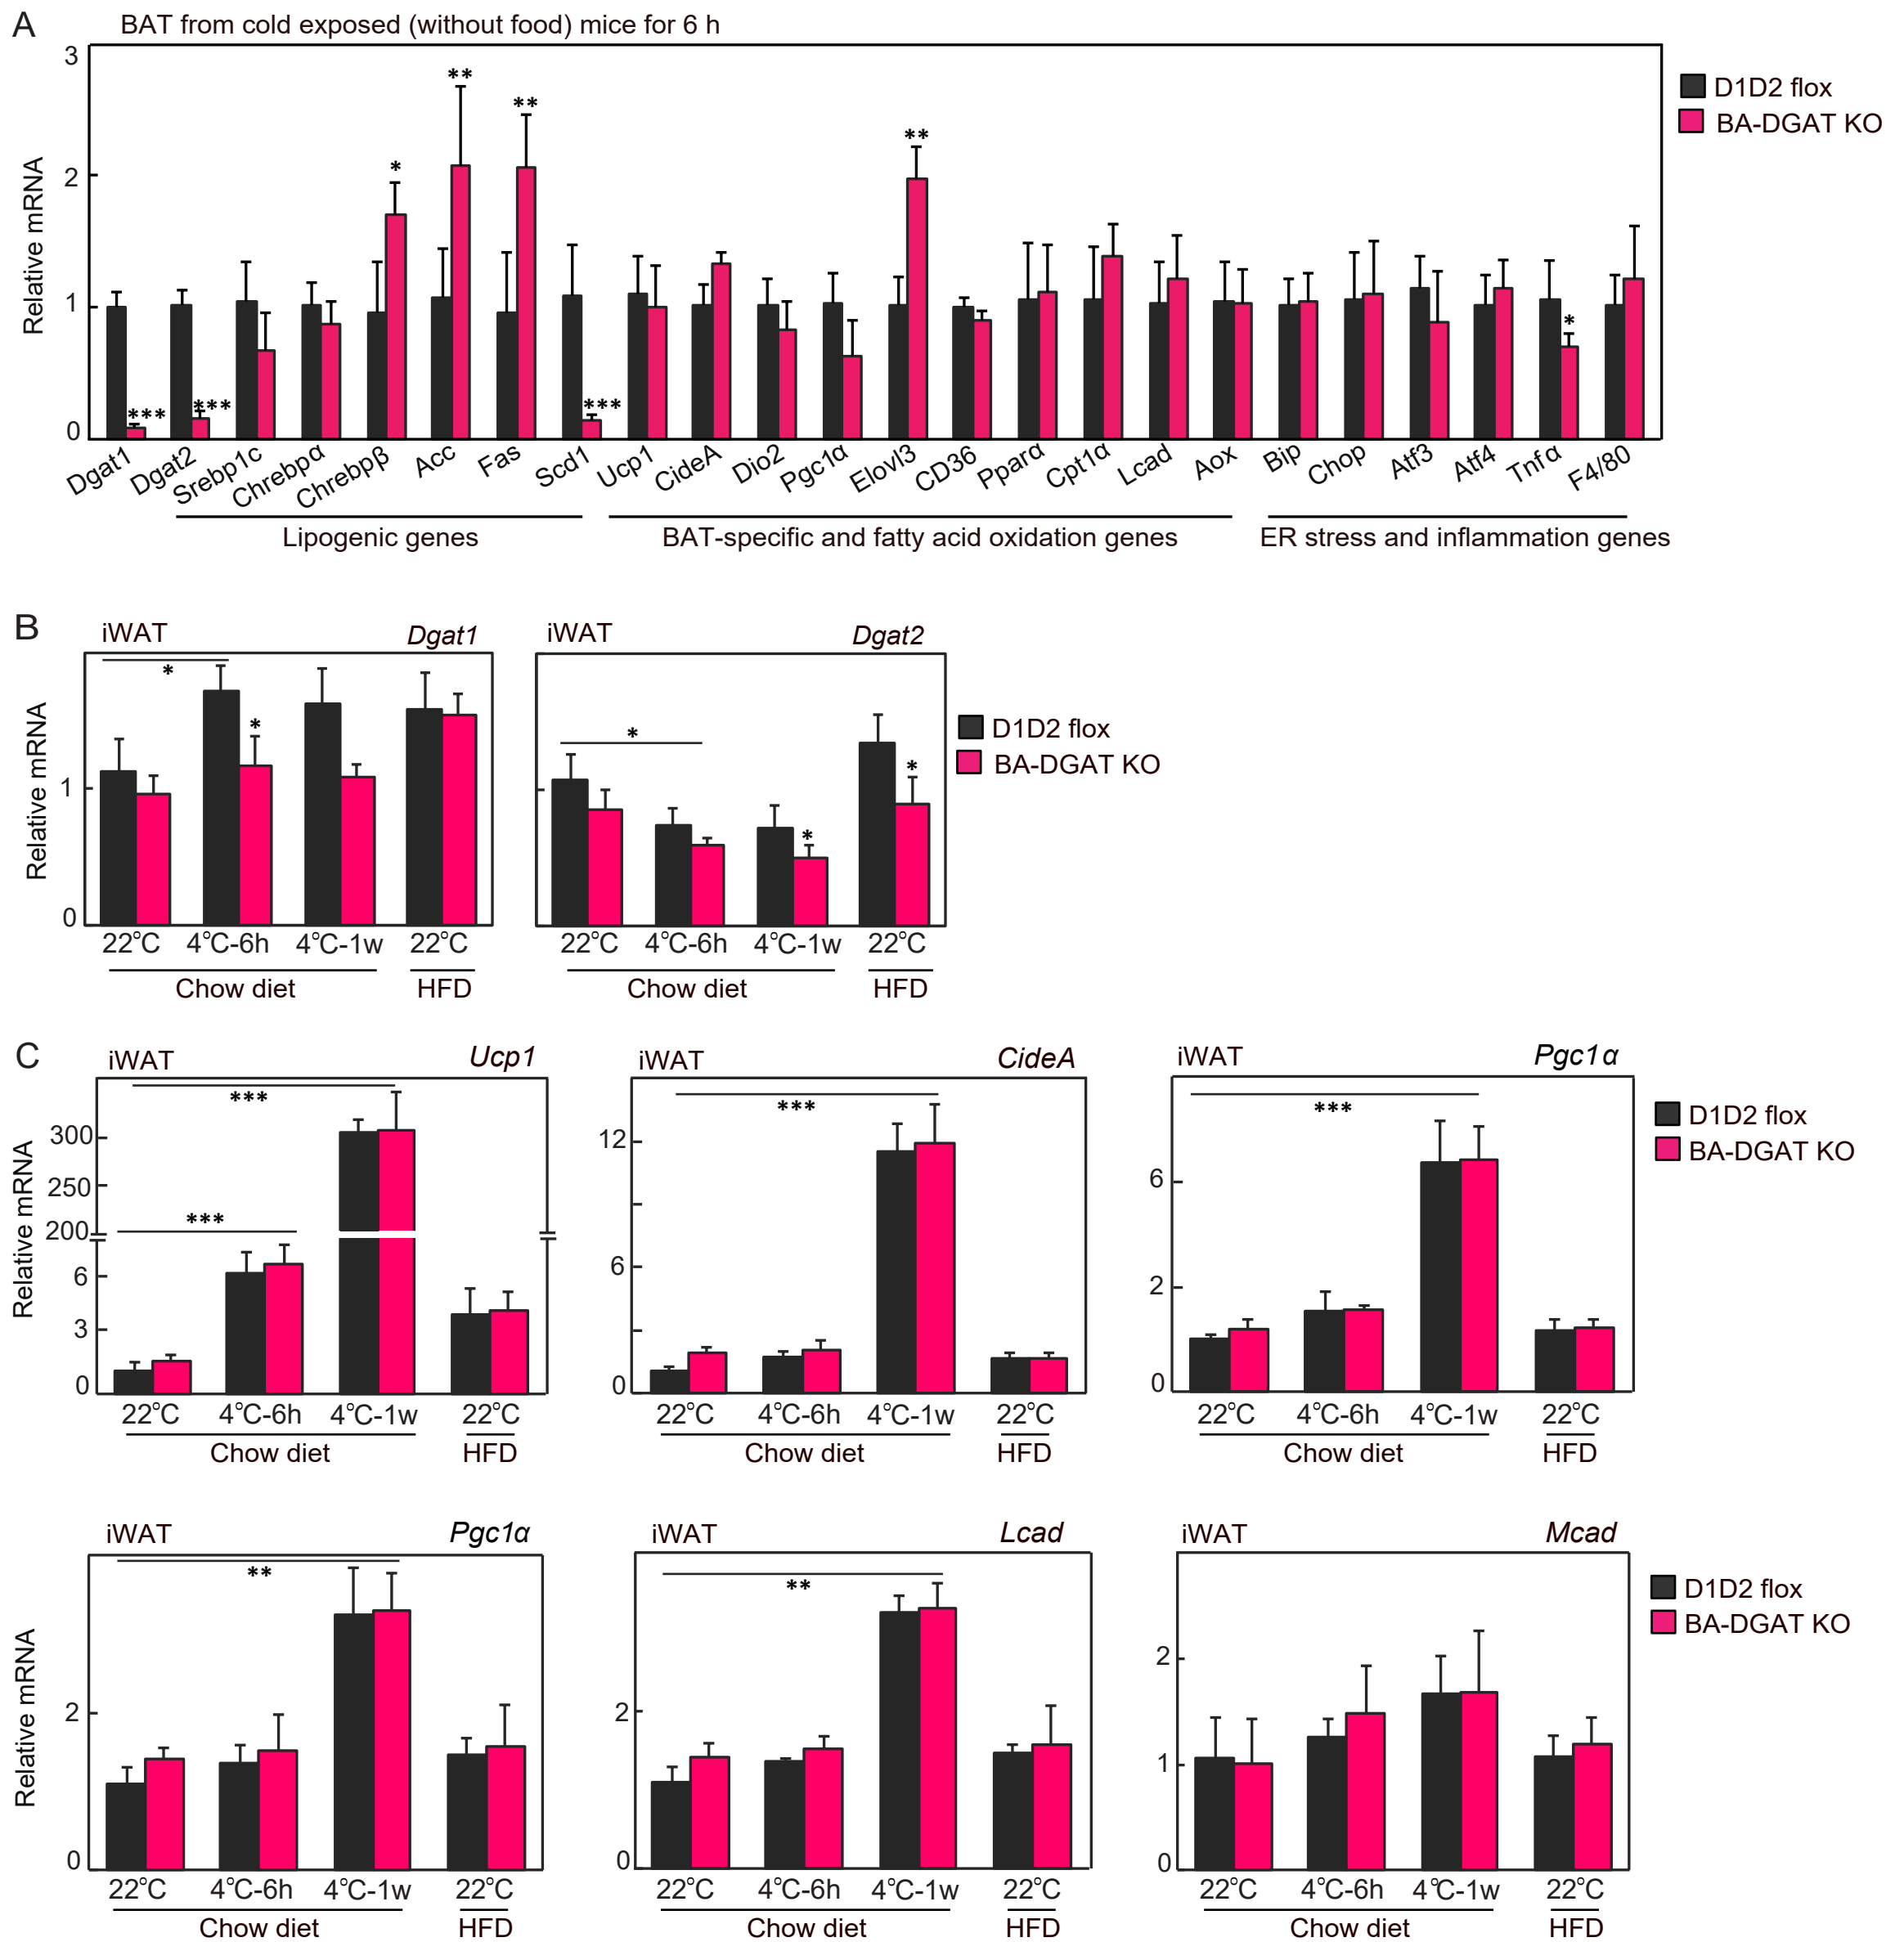 A
BAT from cold exposed (without food) mice for 6 h
Relative mRNA
3
2
1
0
** ** * ** *** *** *** *
D1D2 flox
BA-DGAT KO
Dgat1 Dgat2 Srebp1c Chrebpα Chrebpβ Acc Fas Scd1 Ucp1 CideA Dio2 Pgc1α Elovl3 CD36 Pparα Cpt1α Lcad Aox Bip Chop Atf3 Atf4 Tnfα F4/80
Lipogenic genes BAT-specific and fatty acid oxidation genes ER stress and inflammation genes
B
iWAT Dgat1
Relative mRNA
1
0
* *
22°C 4°C-6h 4°C-1w 22°C
Chow diet HFD
iWAT Dgat2
* * *
22°C 4°C-6h 4°C-1w 22°C
Chow diet HFD
D1D2 flox
BA-DGAT KO
C
iWAT Ucp1
Relative mRNA
300
250
200
6
3
0
***
***
22°C 4°C-6h 4°C-1w 22°C
Chow diet HFD
iWAT CideA
12
6
0
***
22°C 4°C-6h 4°C-1w 22°C
Chow diet HFD
iWAT Pgc1α
6
2
0
***
22°C 4°C-6h 4°C-1w 22°C
Chow diet HFD
D1D2 flox
BA-DGAT KO
iWAT Pgc1α
Relative mRNA
2
0
**
22°C 4°C-6h 4°C-1w 22°C
Chow diet HFD
iWAT Lcad
2
0
**
22°C 4°C-6h 4°C-1w 22°C
Chow diet HFD
iWAT Mcad
2
1
0
22°C 4°C-6h 4°C-1w 22°C
Chow diet HFD
D1D2 flox
BA-DGAT KO